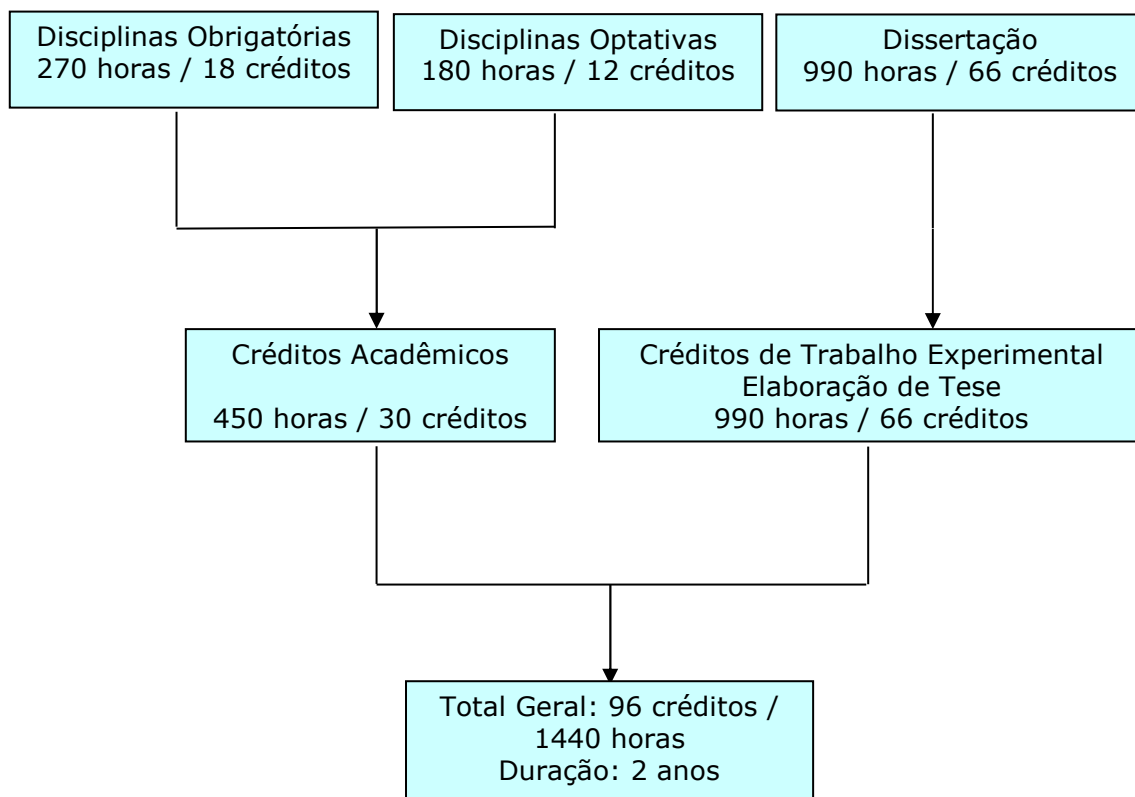 Disciplinas Obrigatórias
270 horas / 18 créditos
Disciplinas Optativas
180 horas / 12 créditos
Dissertação
990 horas / 66 créditos
Créditos Acadêmicos
450 horas / 30 créditos
Créditos de Trabalho Experimental
Elaboração de Tese
990 horas / 66 créditos
Total Geral: 96 créditos /
1440 horas
Duração: 2 anos